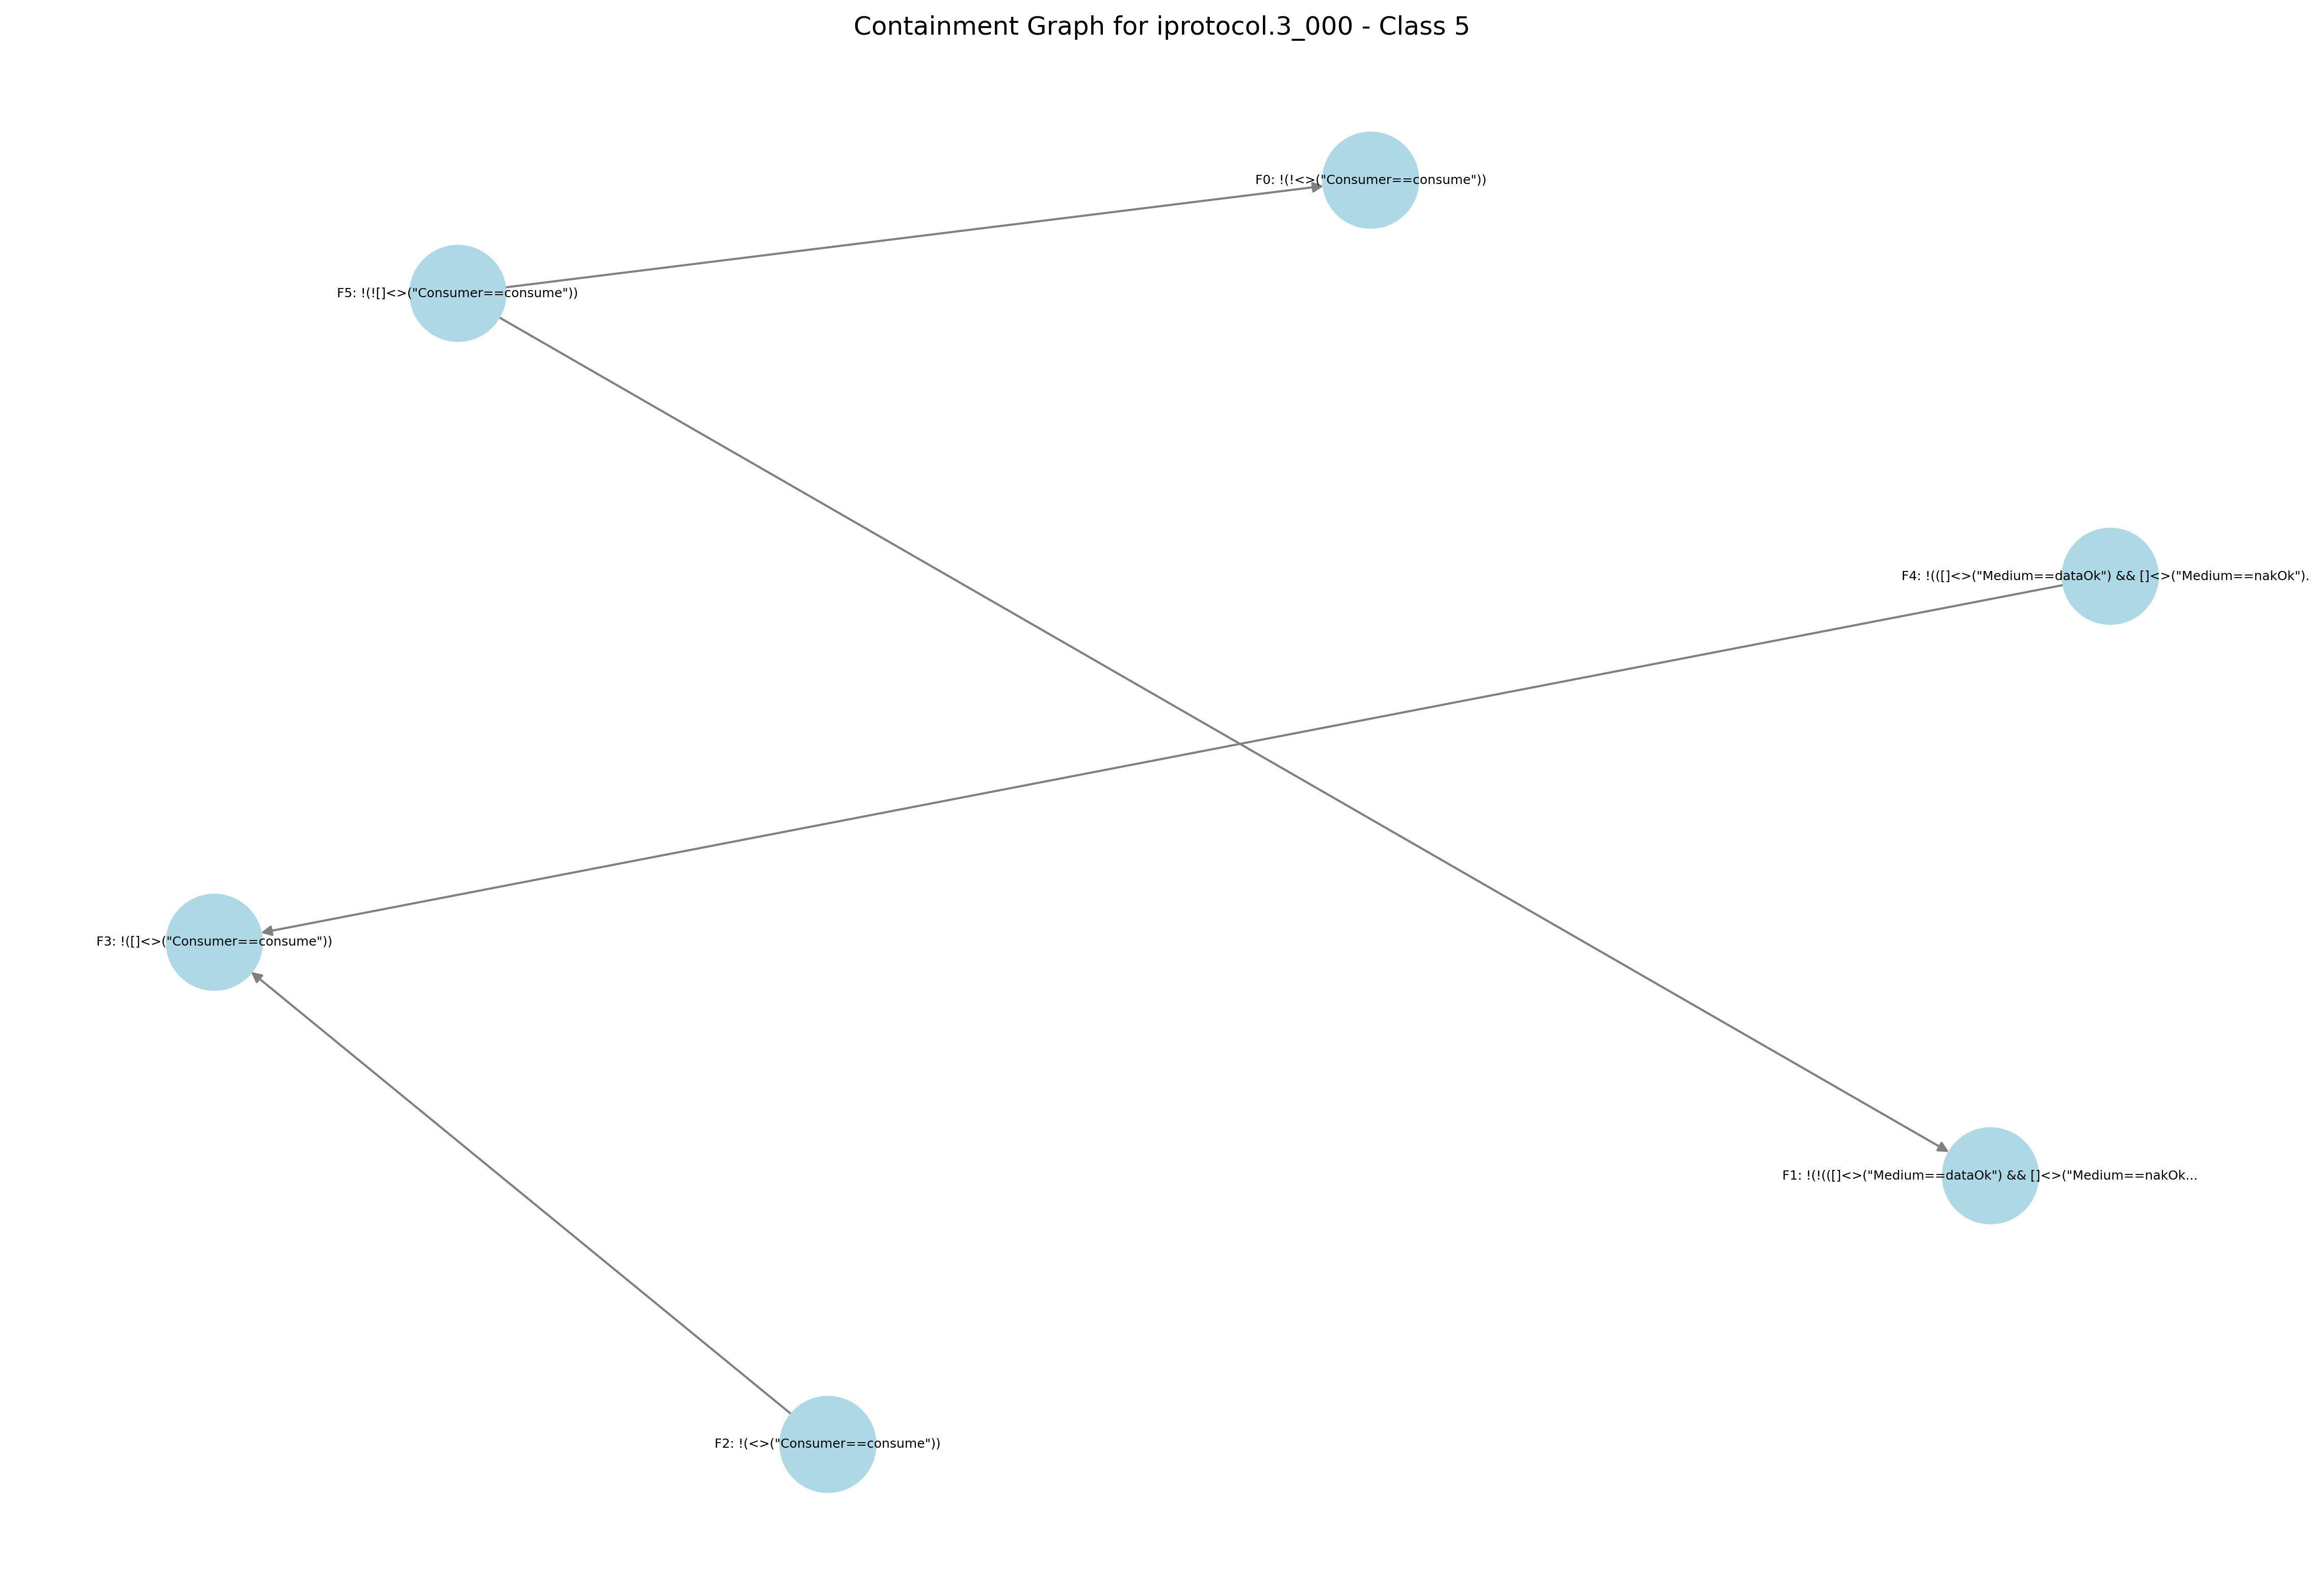 Containment Graph for iprotocol.3_000 - Class 5
F0: !(!<>("Consumer==consume"))
F5: !(![]<>("Consumer==consume"))
F4: !(([]<>("Medium==dataOk") && []<>("Medium==nakOk").
F3: !([]<>("Consumer==consume"))
F1: !(!(([]<>("Medium==dataOk") && []<>("Medium==nakOk...
F2: !(<>("Consumer==consume"))